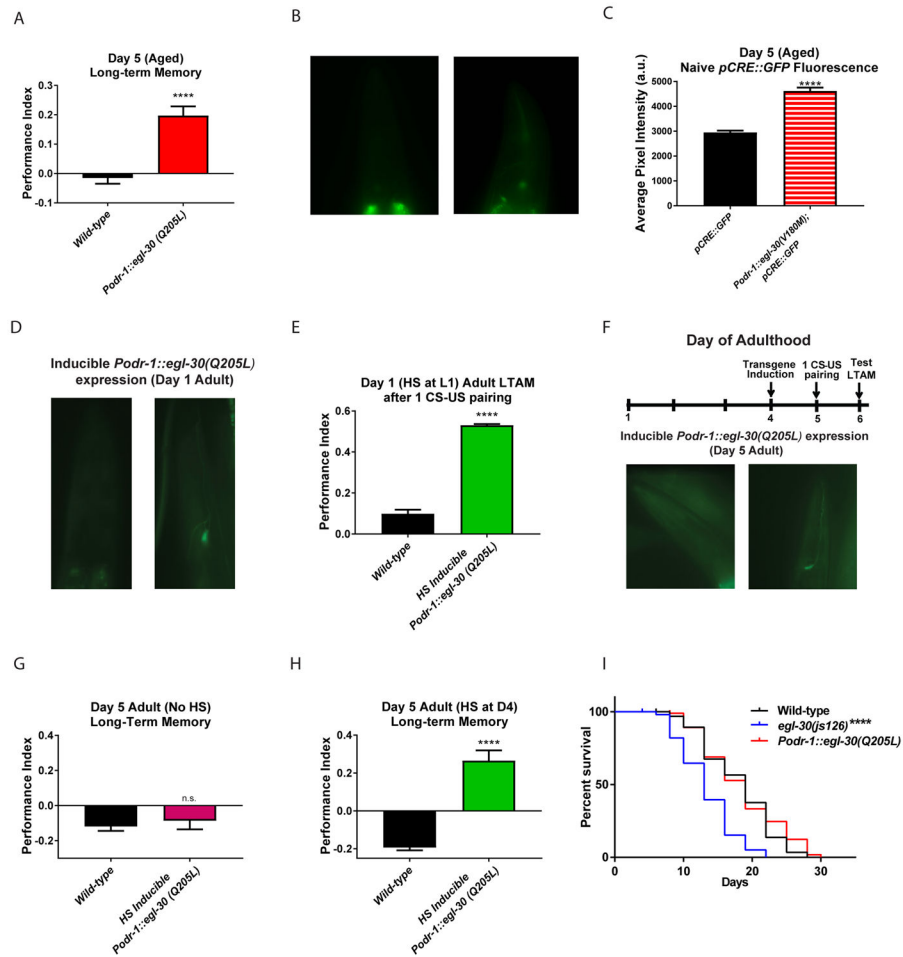 A
Day 5 (Aged)
Long-term Memory
Performance Index
0.3
0.2
0.1
0.0
-0.1
****
Wild-type
Podr-1::egl-30 (Q205L)
B
C
Day 5 (Aged)
Naive pCRE::GFP Fluorescence
Average Pixel Intensity (a.u.)
5000
4000
3000
2000
1000
0
****
pCRE::GFP
Podr-1::egl-30(V180M);
pCRE::GFP
D
Inducible Podr-1::egl-30(Q205L)
expression (Day 1 Adult)
E
Day 1 (HS at L1) Adult LTAM
after 1 CS-US pairing
Performance Index
0.6
0.4
0.2
0.0
****
Wild-type
HS Inducible
Podr-1::egl-30 (Q205L)
F
Day of Adulthood
Transgene
Induction
1 CS-US
pairing
Test
LTAM
1
4
5
6
Inducible Podr-1::egl-30(Q205L) expression
(Day 5 Adult)
G
Day 5 Adult (No HS)
Long-Term Memory
Performance Index
0.4
0.2
0.0
-0.2
n.s.
Wild-type
HS Inducible
Podr-1::egl-30 (Q205L)
H
Day 5 Adult (HS at D4)
Long-term Memory
Performance Index
0.4
0.2
0.0
-0.2
****
Wild-type
HS Inducible
Podr-1::egl-30 (Q205L)
I
Percent survival
100
50
0
0
10
20
30
Days
Wild-type
egl-30(js126)****
Podr-1::egl-30(Q205L)